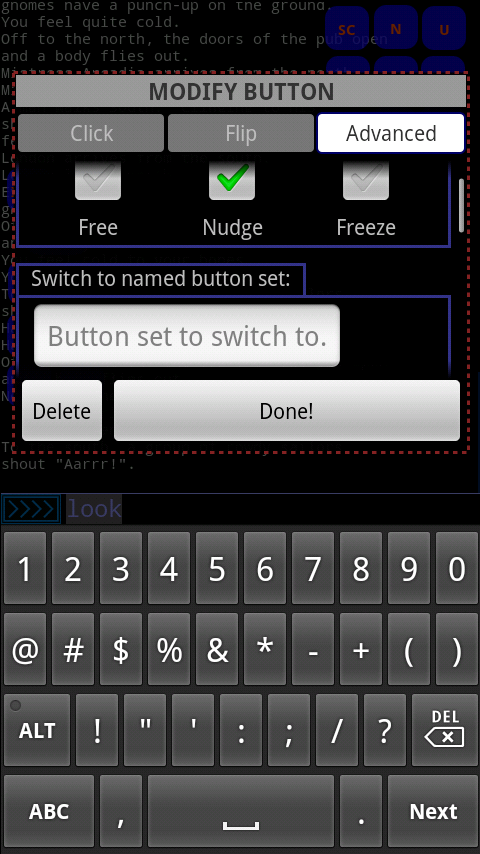 gnomes have a punch-up on the ground.
You feel quite cold.
Off to the north, the doors of the pub open
and a body flies out.
SC
N
U
MODIFY BUTTON
Click
Flip
Advanced
Free
Nudge
Freeze
Switch to named button set:
Button set to switch to.
Delete
Done!
shout "Aarrr!".
>>>>
look
1 2 3 4 5 6 7 8 9 0
@ # $ % & * - + ( )
ALT ! " ' : ; / ? DEL
ABC , . Next